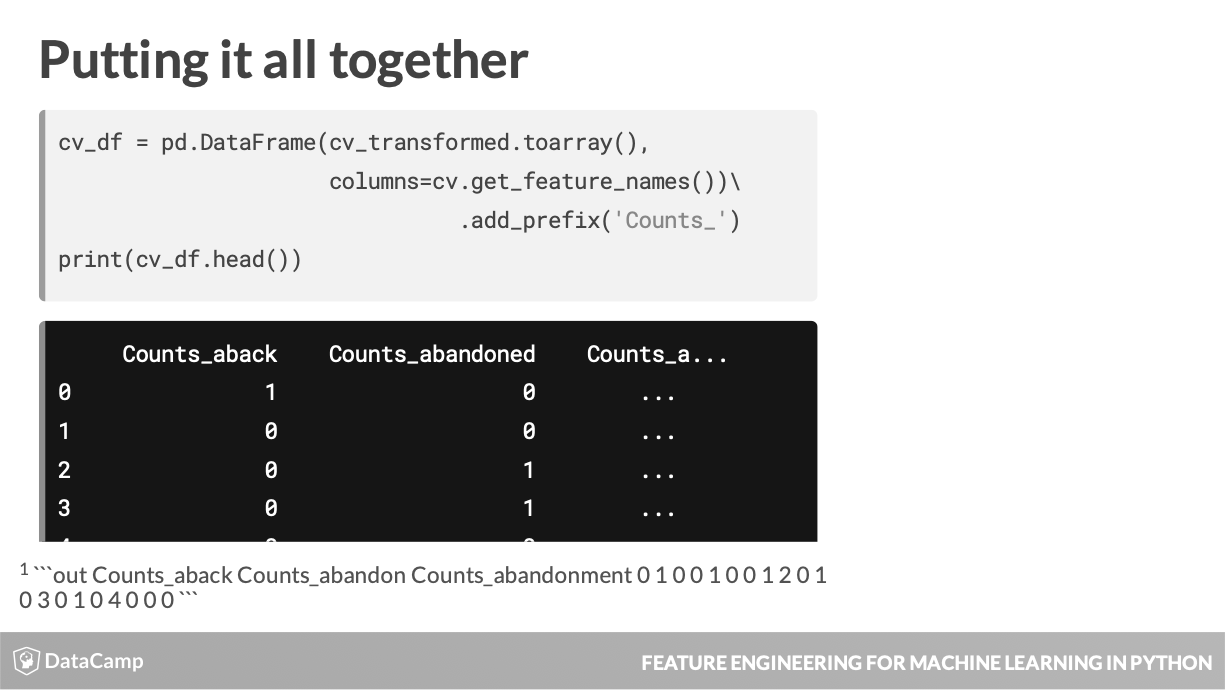 Putting it all together
cv_df = pd.DataFrame(cv_transformed.toarray(),
columns=cv.get_feature_names())\
.add_prefix('Counts_')
print(cv_df.head())
Counts_aback Counts_abandoned Counts_a...
0 1 0 ...
1 0 0 ...
2 0 1 ...
3 0 1 ...
1 ```out Counts_aback Counts_abandon Counts_abandonment 0 1 0 0 1 0 0 1 2 0 1
0 3 0 1 0 4 0 0 0 ```
DataCamp
FEATURE ENGINEERING FOR MACHINE LEARNING IN PYTHON